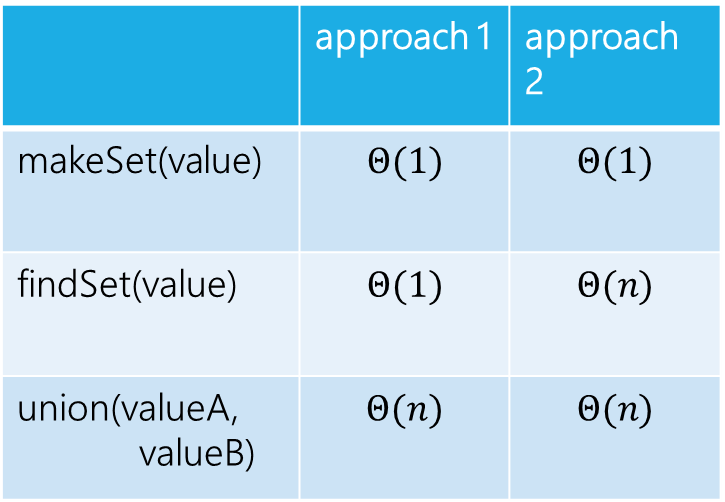 approach 1
approach
2
makeSet(value)
Θ(1)
Θ(1)
findSet(value)
Θ(1)
Θ(n)
union(valueA,
valueB)
Θ(n)
Θ(n)